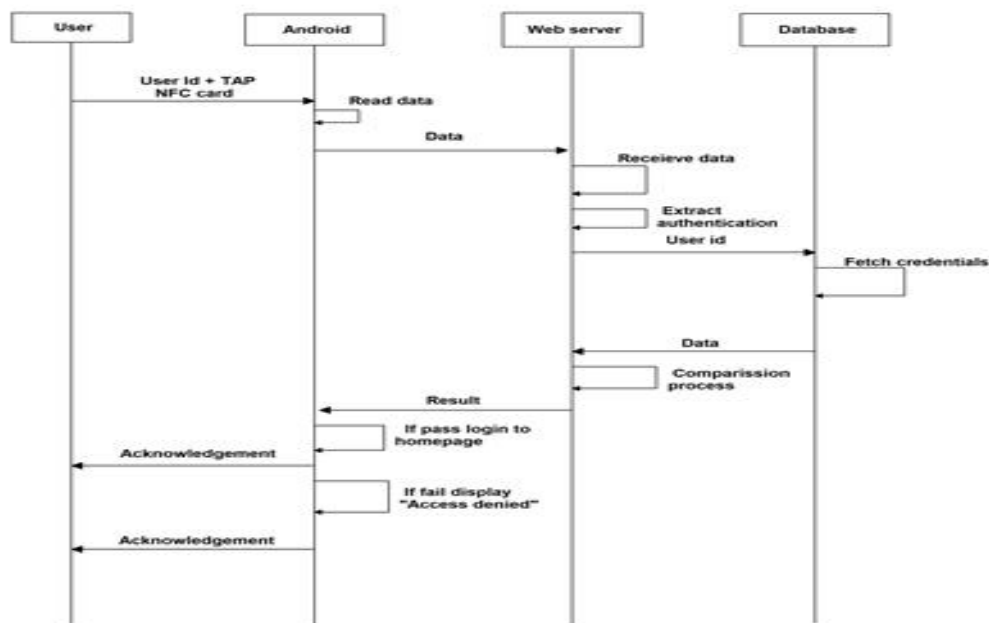 User
Android
Web server
Database
User Id + TAP
NFC card
Read data
Data
Receieve data
Extract
authentication
User id
Fetch credentials
Data
Comparission
process
Result
If pass login to
homepage
Acknowledgement
If fail display
"Access denied"
Acknowledgement